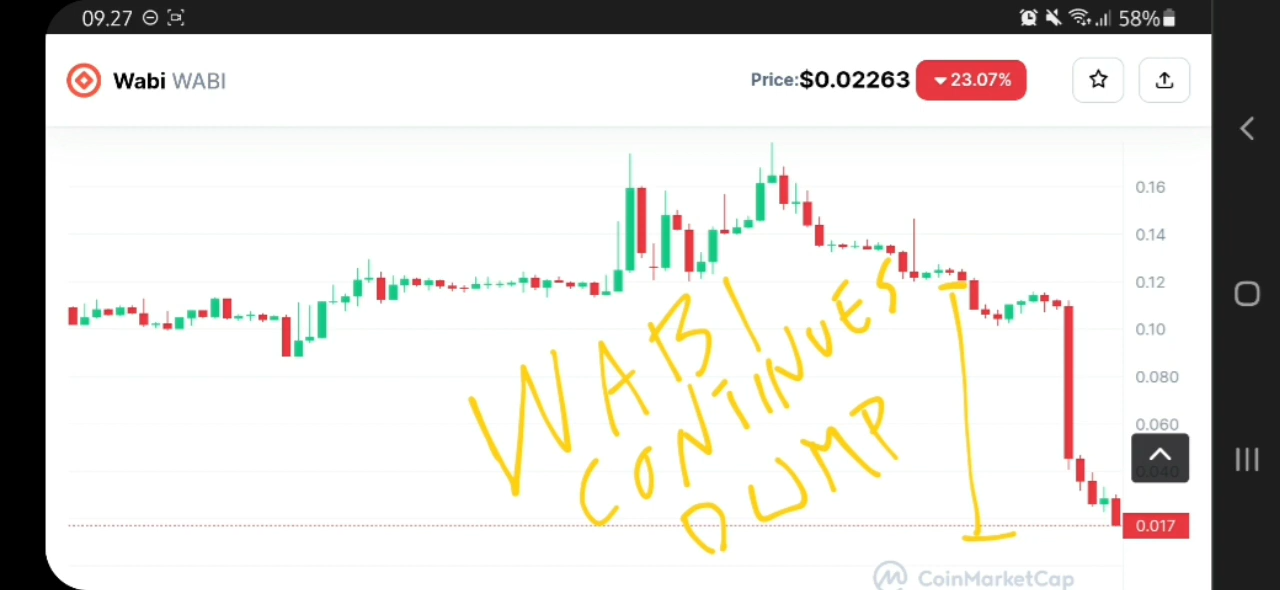 09.27
58%
Wabi WABI
Price:$0.02263
23.07%
0.16
0.14
0.12
0.10
0.080
0.060
0.040
0.017
WABI
CONTINUES
DUMP
CoinMarketCap